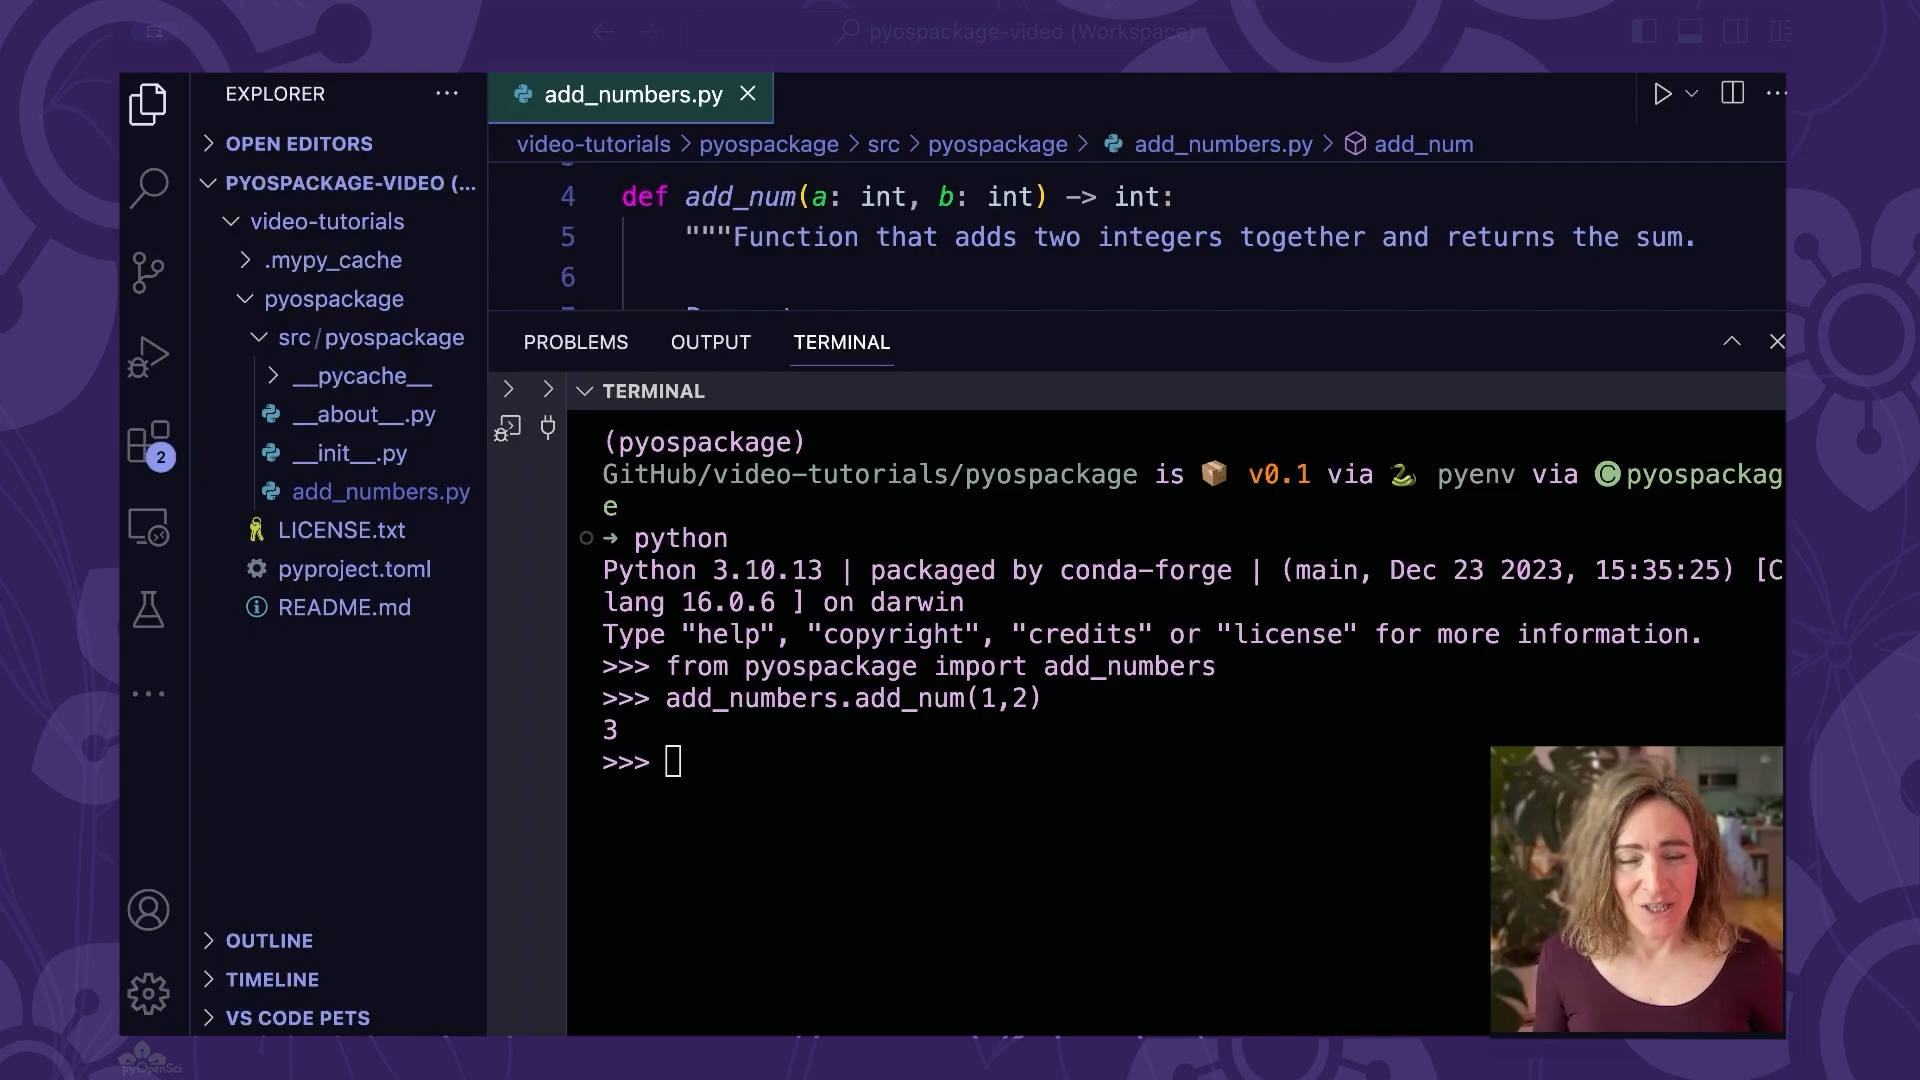 pyospackage-video (Workspace)
EXPLORER
OPEN EDITORS
PYOSPACKAGE-VIDEO (...
video-tutorials
.mypy_cache
pyospackage
src/pyospackage
__pycache__
__about__.py
__init__.py
add_numbers.py
LICENSE.txt
pyproject.toml
README.md
OUTLINE
TIMELINE
VS CODE PETS
2
add_numbers.py
video-tutorials > pyospackage > src > pyospackage > add_numbers.py > add_num
4 def add_num(a: int, b: int) -> int:
5 """Function that adds two integers together and returns the sum.
6
PROBLEMS OUTPUT TERMINAL
TERMINAL
(pyospackage)
GitHub/video-tutorials/pyospackage is 📦 v0.1 via 🐍 pyenv via ©pyospackag
e
➜ python
Python 3.10.13 | packaged by conda-forge | (main, Dec 23 2023, 15:35:25) [C
lang 16.0.6 ] on darwin
Type "help", "copyright", "credits" or "license" for more information.
>>> from pyospackage import add_numbers
>>> add_numbers.add_num(1,2)
3
>>>
pyOpenSci